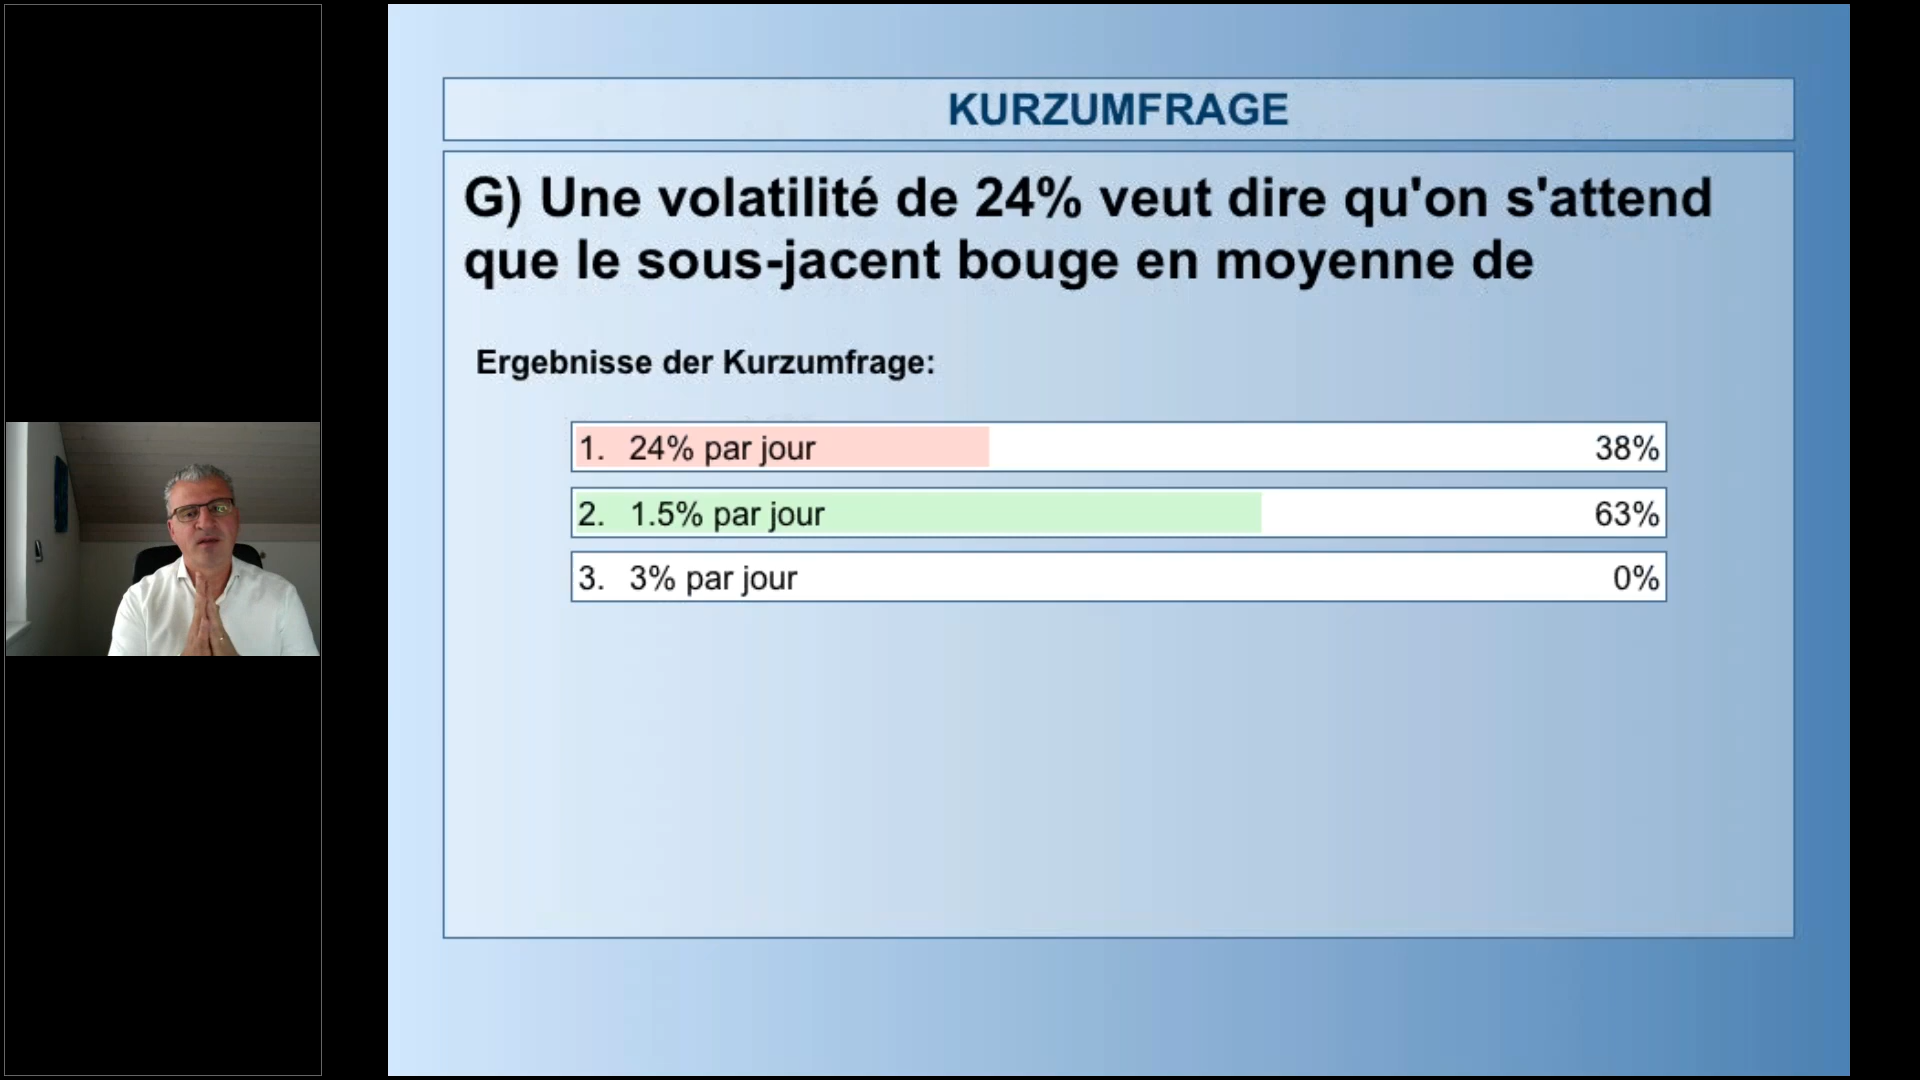 KURZUMFRAGE
G) Une volatilité de 24% veut dire qu'on s'attend
que le sous-jacent bouge en moyenne de
Ergebnisse der Kurzumfrage:
1. 24% par jour 38%
2. 1.5% par jour 63%
3. 3% par jour 0%